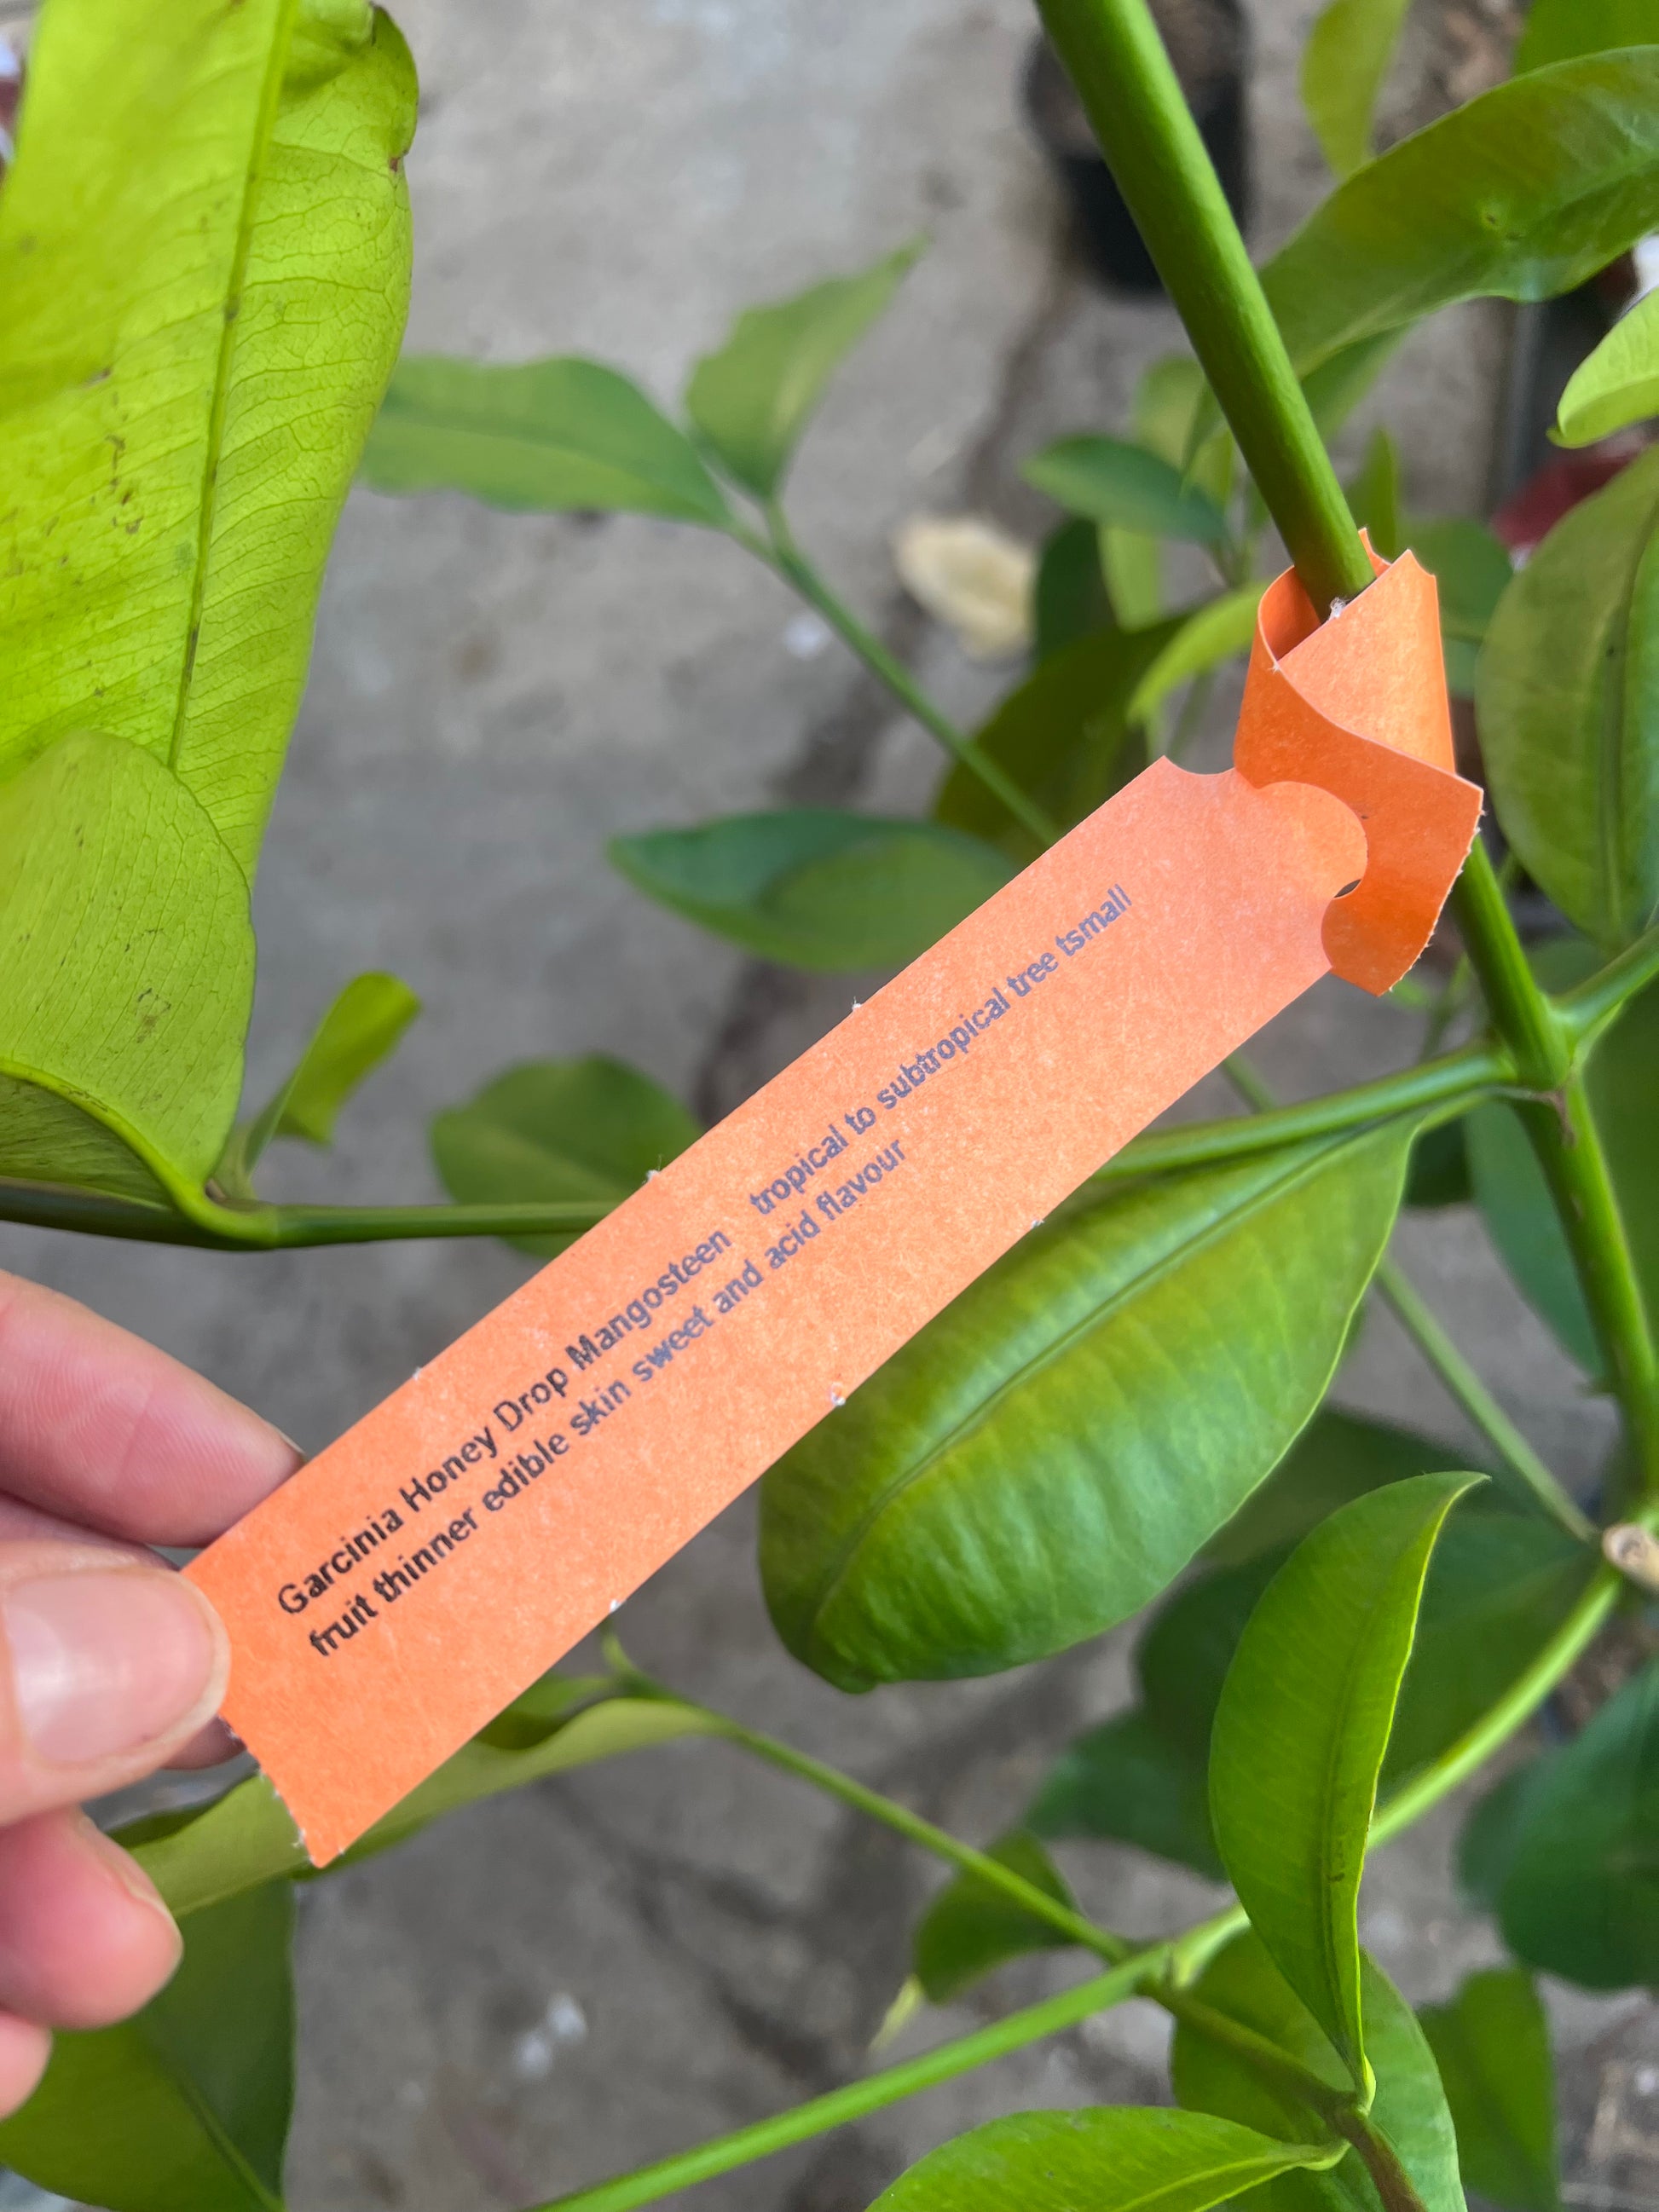 Garcinia Honey Drop Mangosteen tropical to subtropical tree tsmall
fruit thinner edible skin sweet and acid flavour